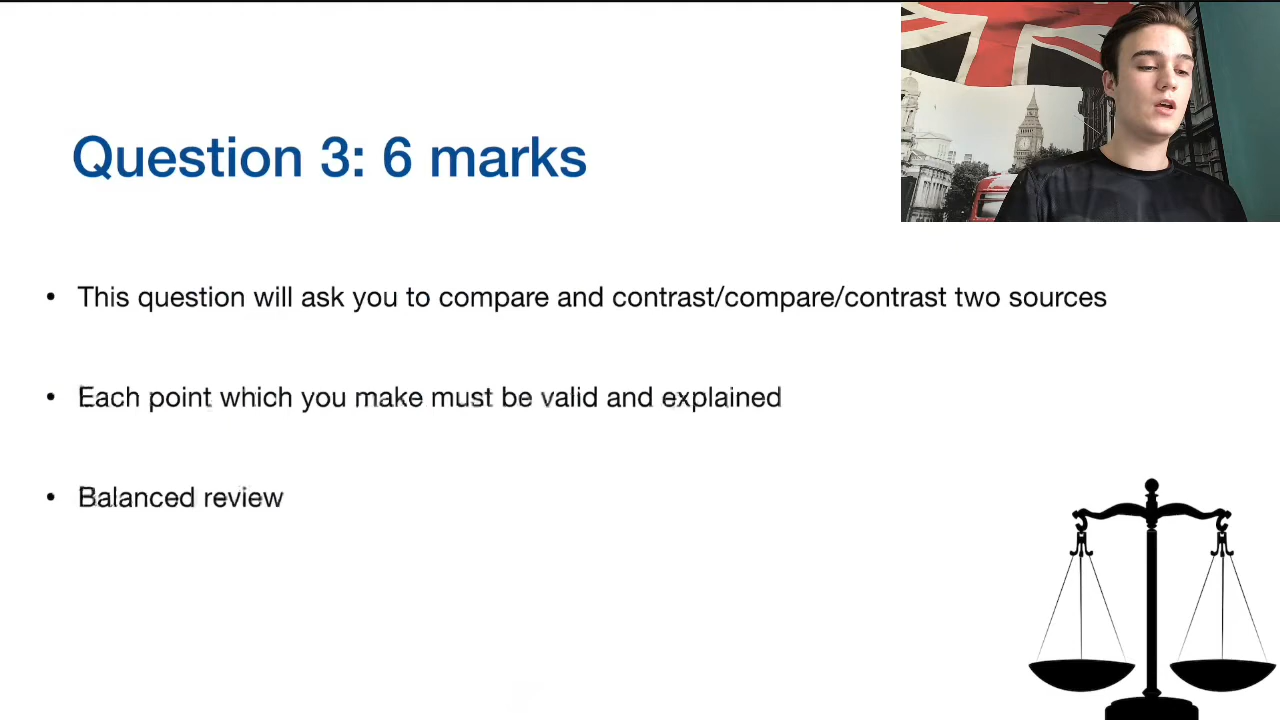 Question 3: 6 marks
• This question will ask you to compare and contrast/compare/contrast two sources
• Each point which you make must be valid and explained
• Balanced review